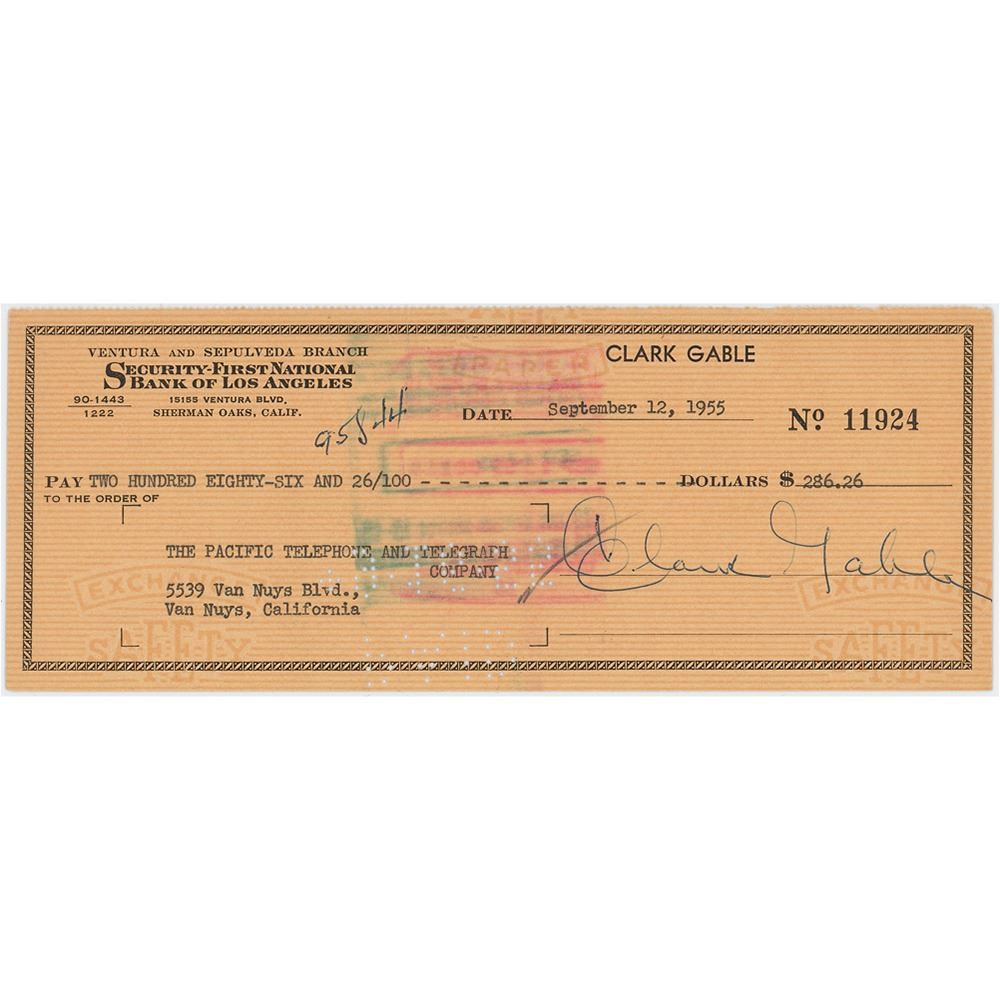 CLARK GABLE
VENTURA AND SEPULVEDA BRANCH
SECURITY-FIRST NATIONAL
BANK OF LOS ANGELES
90-1443
1222
15155 VENTURA BLVD,
SHERMAN OAKS, CALIF.
95844
DATE September 12, 1955
Nº 11924
PAY TWO HUNDRED EIGHTY-SIX AND 26/100 - - - - - - - - - - - - - - - - - DOLLARS $ 286.26
TO THE ORDER OF
THE PACIFIC TELEPHONE AND TELEGRAPH
COMPANY
5539 Van Nuys Blvd.,
Van Nuys, California
Clark Gable
EXCHANGE
SAFETY
EXCHANGE
SAFETY
PAPER
SAFETY